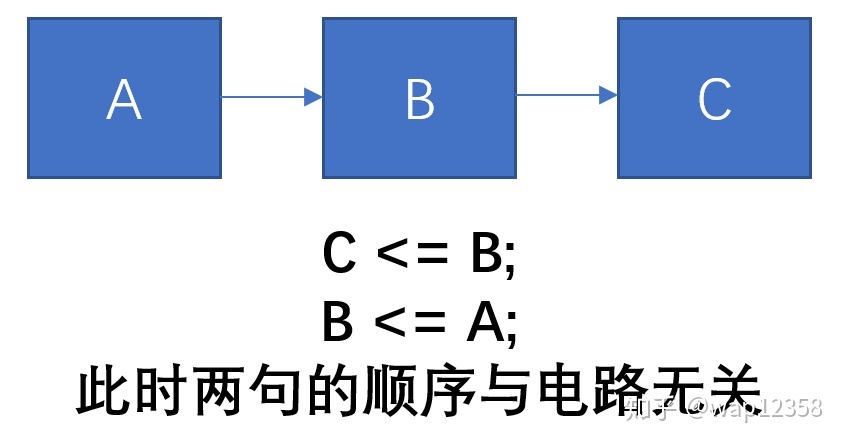 A
B
C
C <= B;
B <= A;
此时两句的顺序与电路无关
知乎 @wap12358